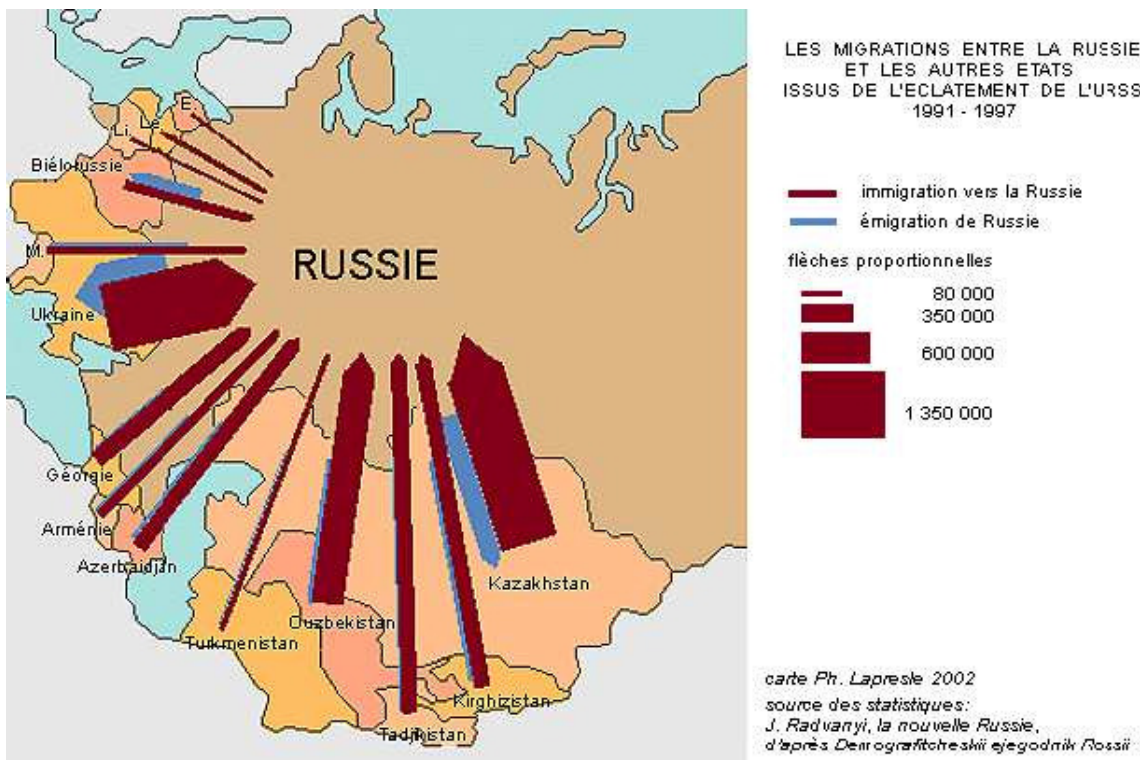 LES MIGRATIONS ENTRE LA RUSSIE
ET LES AUTRES ETATS
ISSUS DE L'ECLATEMENT DE L'URSS
1991 - 1997
immigration vers la Russie
émigration de Russie
flèches proportionnelles
80 000
350 000
600 000
1 350 000
E.
Le.
Li.
Biélorussie
M.
RUSSIE
Ukraine
Géorgie
Arménie
Azerbaidjan
Kazakhstan
Ouzbekistan
Turkmenistan
Kirghizistan
Tadjikistan
carte Ph. Lapresle 2002
source des statistiques:
J. Radvanyi, la nouvelle Russie,
d'après Demografitcheskii ejegodnik Rossii